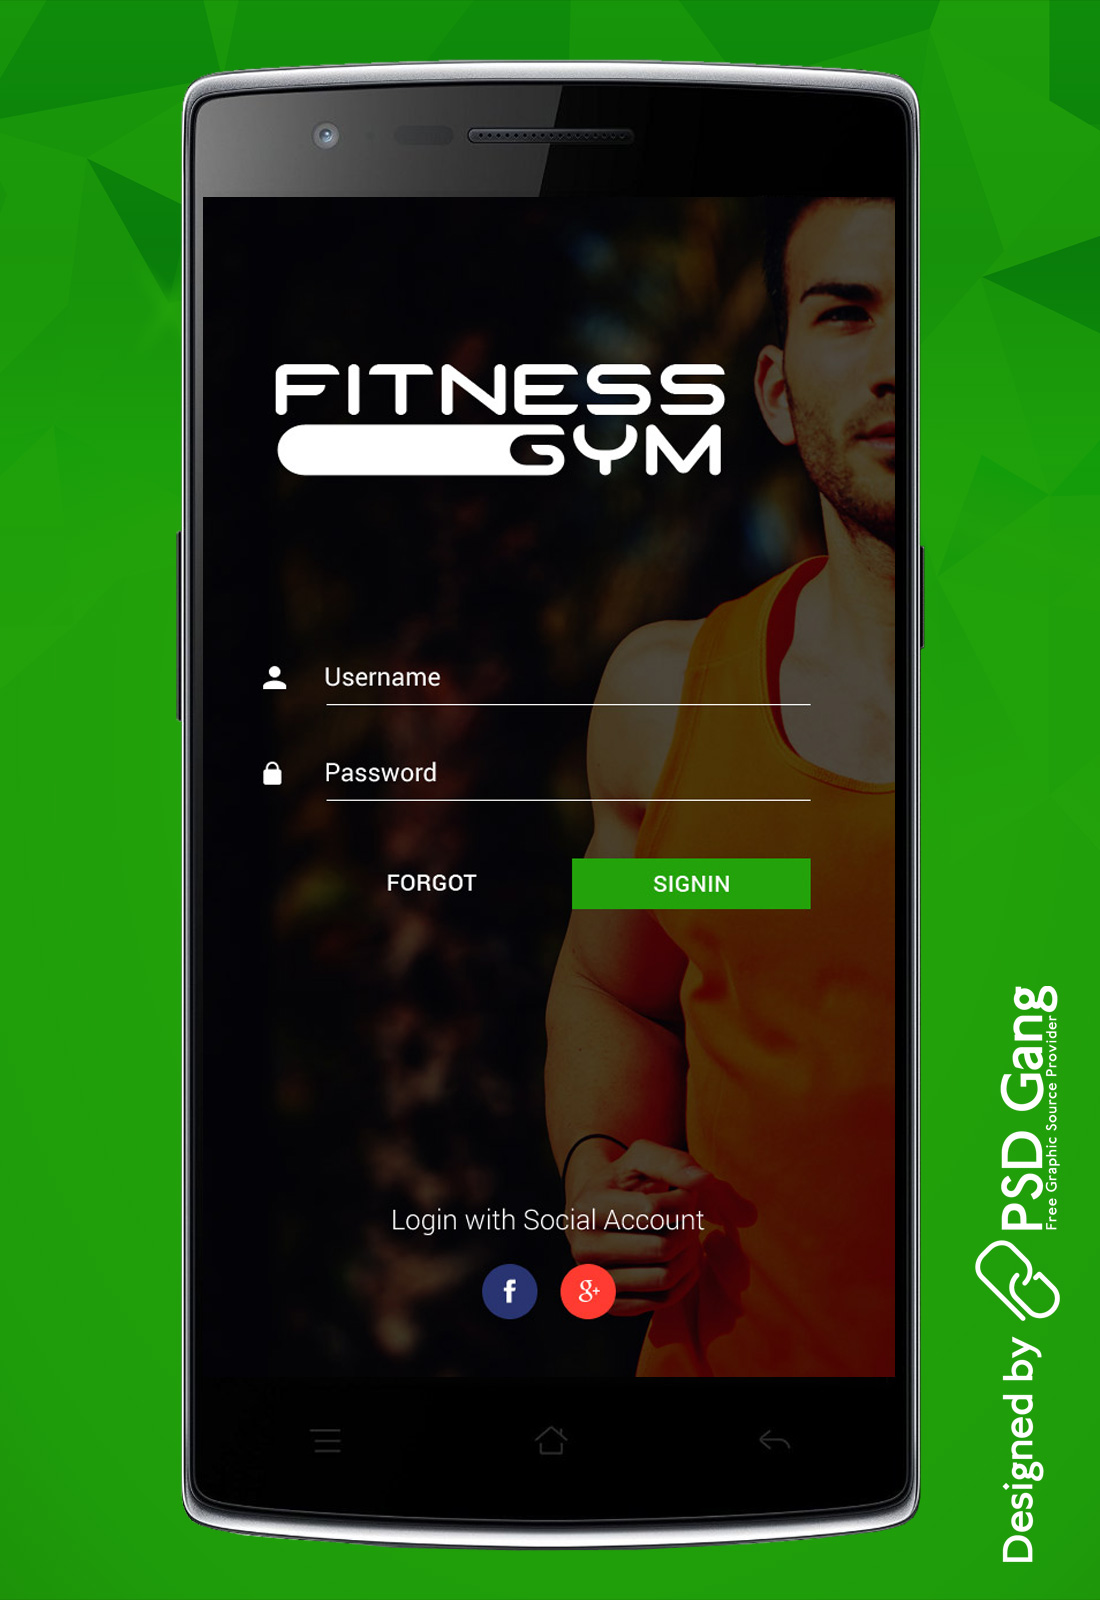 FITNESS
GYM
Username
Password
FORGOT
SIGNIN
Login with Social Account
f
g+
Designed by
PSD Gang
Free Graphic Source Provider